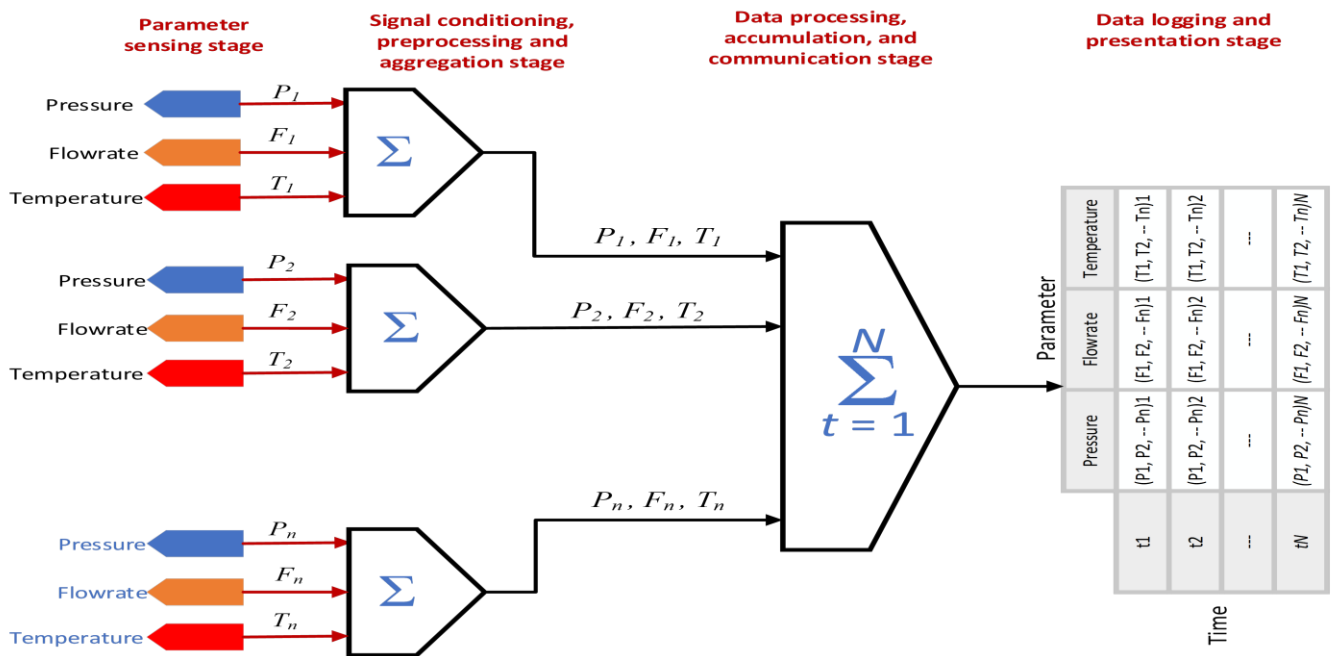 Parameter
sensing stage
Signal conditioning,
preprocessing and
aggregation stage
Data processing,
accumulation, and
communication stage
Data logging and
presentation stage
Pressure
P1
Flowrate
F1
Temperature
T1
Σ
P1, F1, T1
Pressure
P2
Flowrate
F2
Temperature
T2
Σ
P2, F2, T2
Pressure
Pn
Flowrate
Fn
Temperature
Tn
Σ
Pn, Fn, Tn
N
∑
t = 1
Parameter
Pressure
Flowrate
Temperature
t1
(P1, P2, -- Pn)1
(F1, F2, -- Fn)1
(T1, T2, -- Tn)1
t2
(P1, P2, -- Pn)2
(F1, F2, -- Fn)2
(T1, T2, -- Tn)2
---
---
---
---
tN
(P1, P2, -- Pn)N
(F1, F2, -- Fn)N
(T1, T2, -- Tn)N
Time